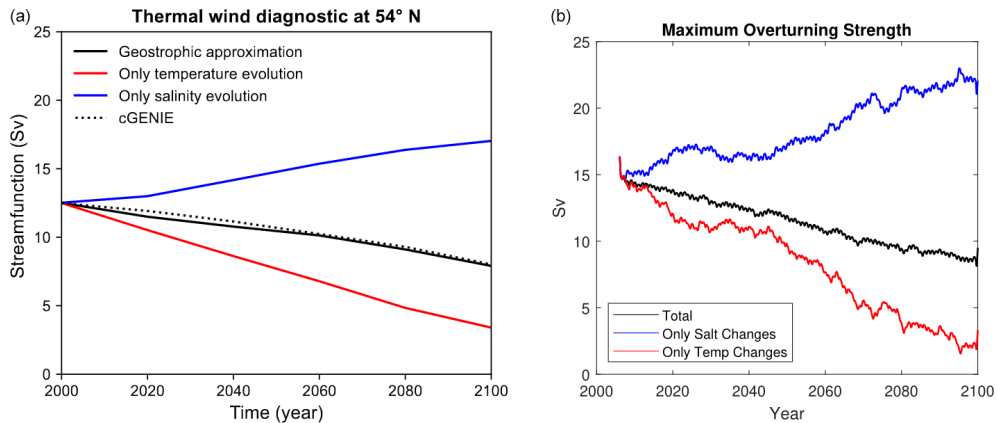 (a)
Thermal wind diagnostic at 54° N
Geostrophic approximation
Only temperature evolution
Only salinity evolution
cGENIE
Streamfunction (Sv)
25
20
15
10
5
0
2000 2020 2040 2060 2080 2100
Time (year)
(b)
Maximum Overturning Strength
Sv
25
20
15
10
5
0
Total
Only Salt Changes
Only Temp Changes
2000 2020 2040 2060 2080 2100
Year